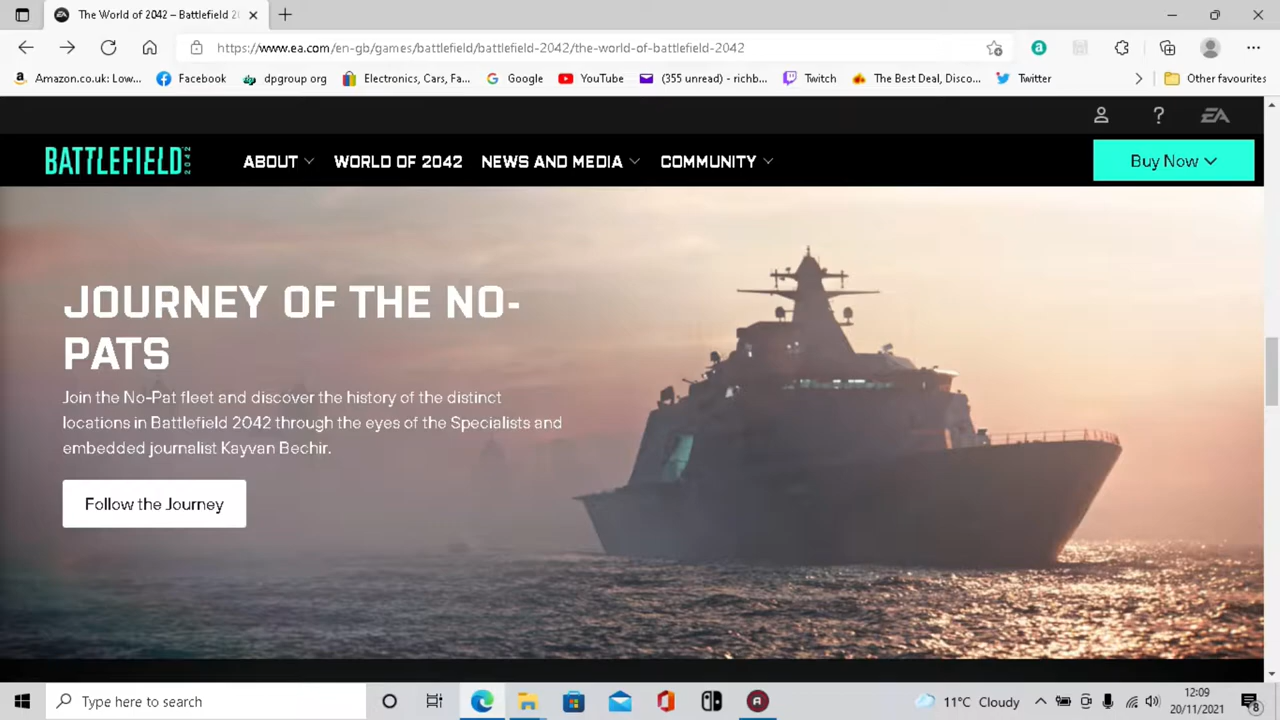 The World of 2042 – Battlefield 2
https://www.ea.com/en-gb/games/battlefield/battlefield-2042/the-world-of-battlefield-2042
Amazon.co.uk: Low... Facebook dpgroup org Electronics, Cars, Fa... Google YouTube (355 unread) - richb... Twitch The Best Deal, Disco... Twitter Other favourites
? EA
BATTLEFIELD 2042 ABOUT WORLD OF 2042 NEWS AND MEDIA COMMUNITY Buy Now
JOURNEY OF THE NO-
PATS
Join the No-Pat fleet and discover the history of the distinct
locations in Battlefield 2042 through the eyes of the Specialists and
embedded journalist Kayvan Bechir.
Follow the Journey
Type here to search 11°C Cloudy 12:09
20/11/2021 8